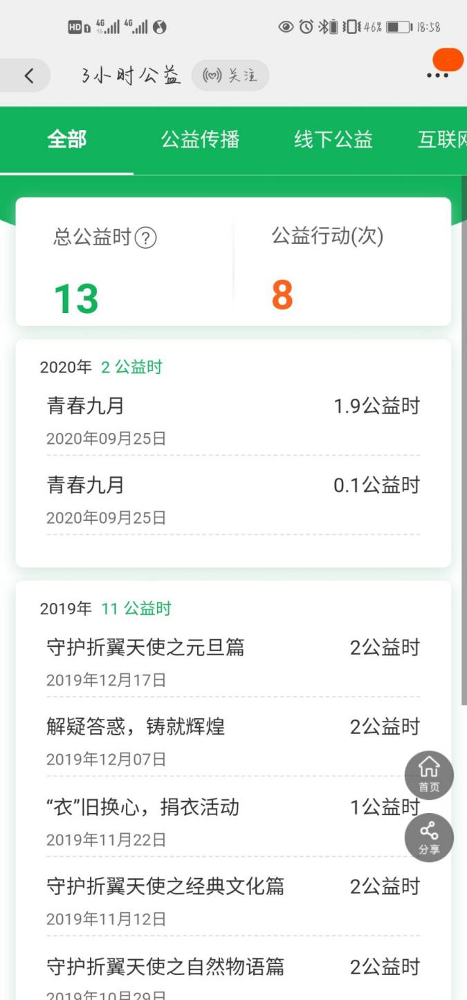 HD 1 4G 4G 46% 18:58
3小时公益 关注
全部 公益传播 线下公益 互联网
总公益时? 公益行动(次)
13 8
2020年 2 公益时
青春九月 1.9公益时
2020年09月25日
青春九月 0.1公益时
2020年09月25日
2019年 11 公益时
守护折翼天使之元旦篇 2公益时
2019年12月17日
解疑答惑，铸就辉煌 2公益时
2019年12月07日
首页
“衣”旧换心，捐衣活动 1公益时
2019年11月22日
分享
守护折翼天使之经典文化篇 2公益时
2019年11月12日
守护折翼天使之自然物语篇 2公益时
2019年10月29日